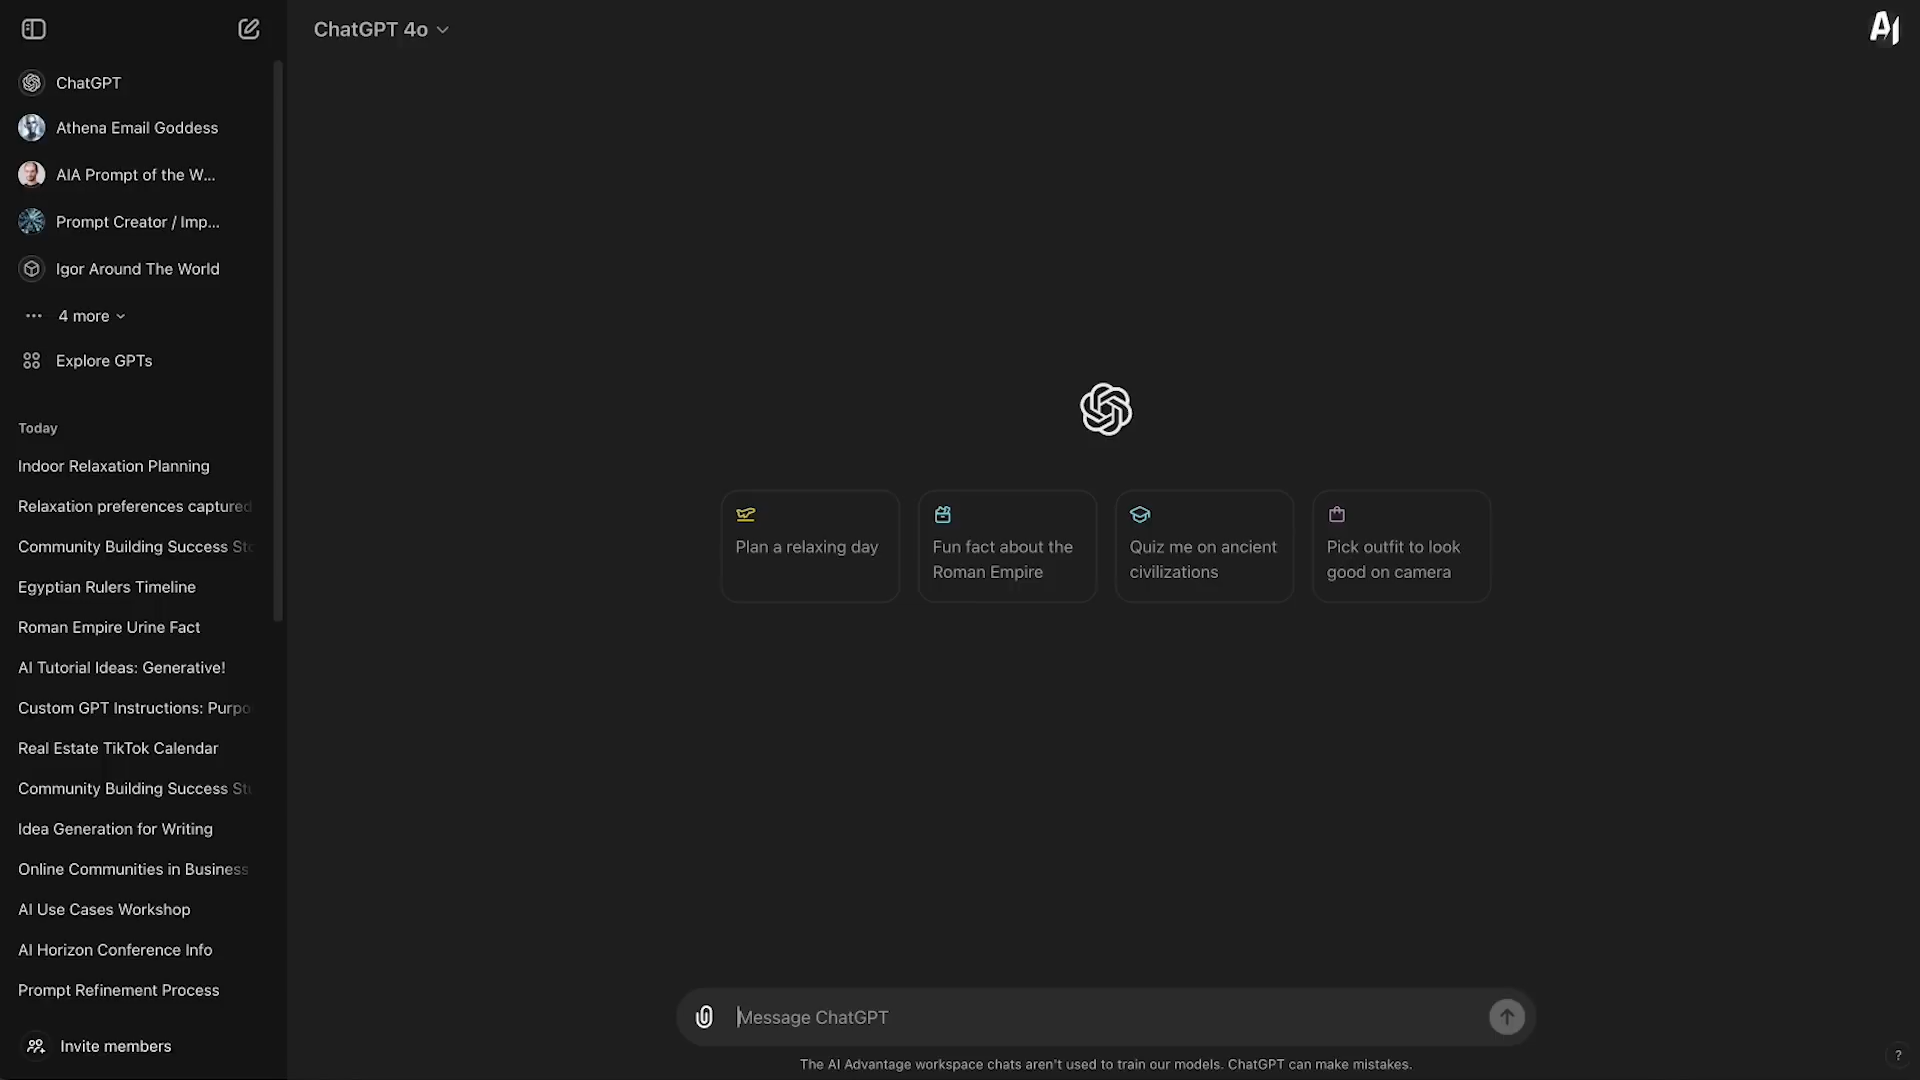 ChatGPT 4o
AI
ChatGPT
Athena Email Goddess
AIA Prompt of the W...
Prompt Creator / Imp...
Igor Around The World
4 more
Explore GPTs
Today
Indoor Relaxation Planning
Relaxation preferences captured
Community Building Success Sto
Egyptian Rulers Timeline
Roman Empire Urine Fact
AI Tutorial Ideas: Generative!
Custom GPT Instructions: Purpo
Real Estate TikTok Calendar
Community Building Success Stu
Idea Generation for Writing
Online Communities in Business
AI Use Cases Workshop
AI Horizon Conference Info
Prompt Refinement Process
Invite members
Plan a relaxing day
Fun fact about the
Roman Empire
Quiz me on ancient
civilizations
Pick outfit to look
good on camera
Message ChatGPT
The AI Advantage workspace chats aren't used to train our models. ChatGPT can make mistakes.
?